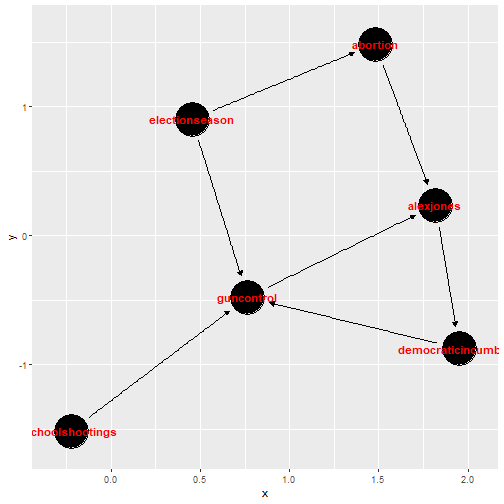 abortion
1
electionseason
alexjones
y
0
guncontrol
democraticincumb
-1
choolshootings
0.0 0.5 1.0 1.5 2.0
x